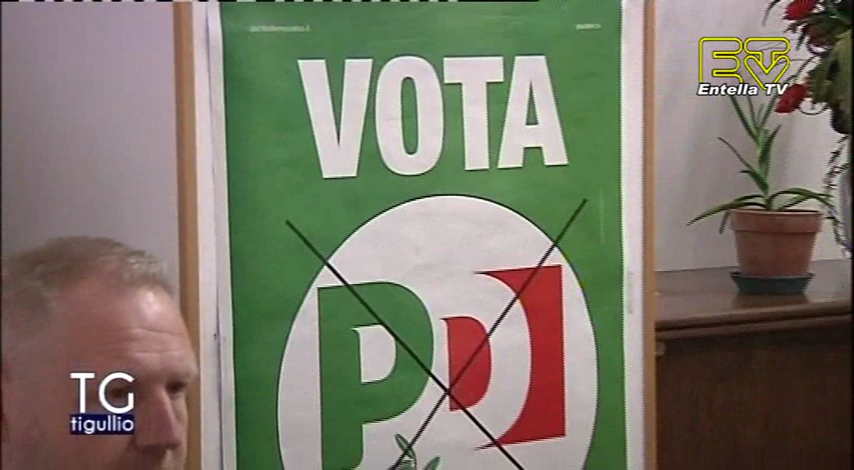 VOTA
PD
ETV
Entella TV
TG
tigullio